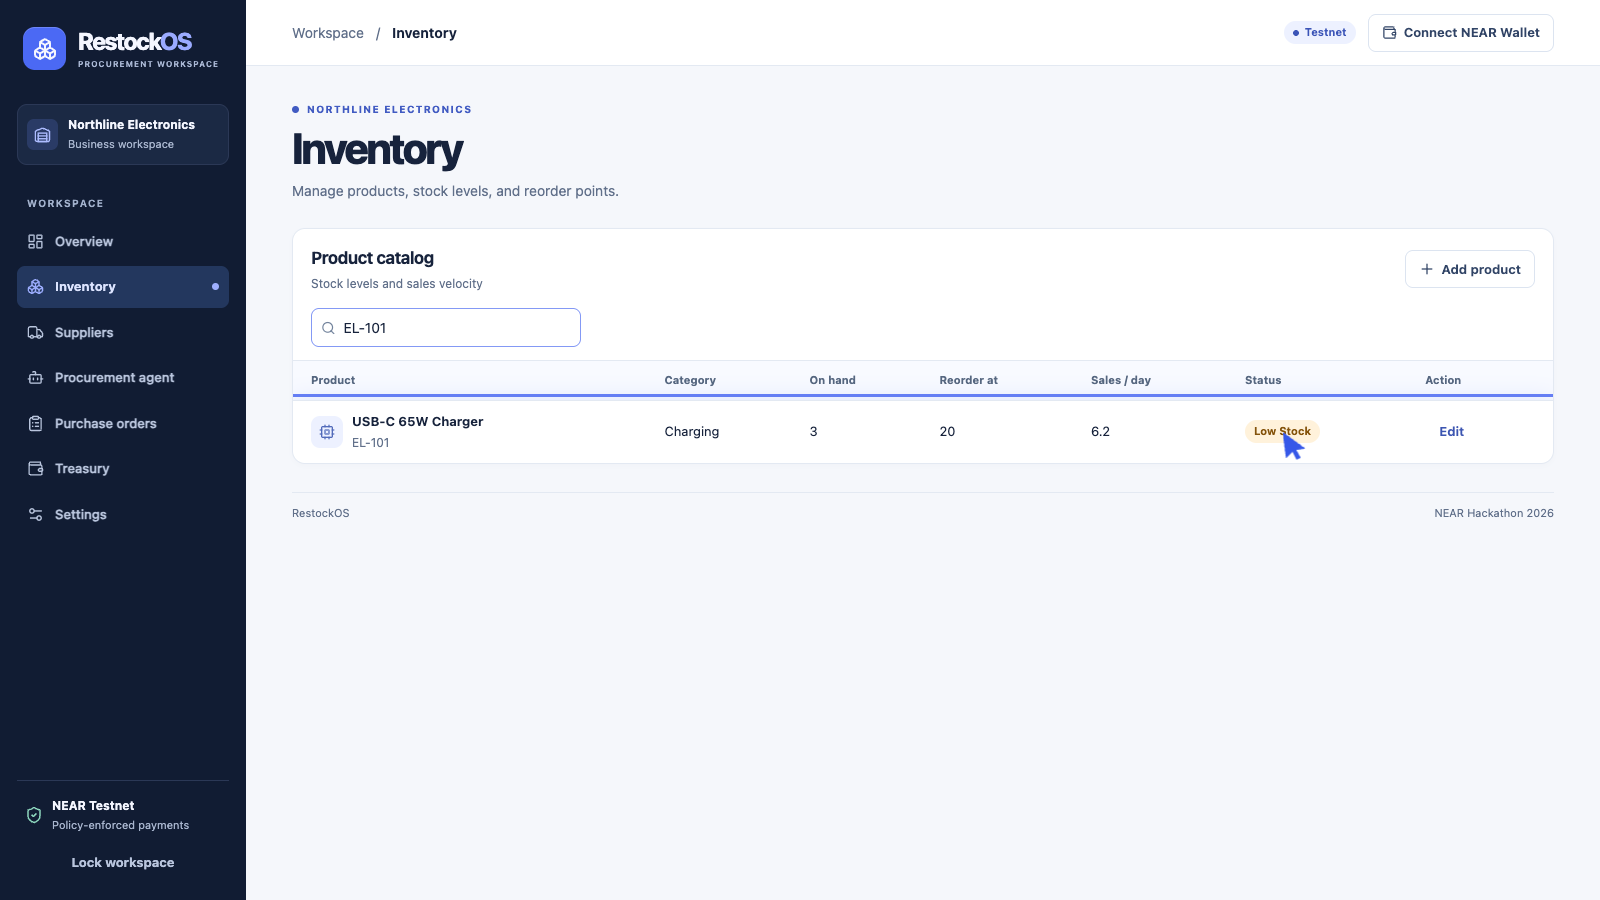 RestockOS
PROCUREMENT WORKSPACE
Northline Electronics
Business workspace
WORKSPACE
Overview
Inventory
Suppliers
Procurement agent
Purchase orders
Treasury
Settings
NEAR Testnet
Policy-enforced payments
Lock workspace
Workspace / Inventory
Testnet
Connect NEAR Wallet
NORTHLINE ELECTRONICS
Inventory
Manage products, stock levels, and reorder points.
Product catalog
Stock levels and sales velocity
Add product
EL-101
Product Category On hand Reorder at Sales / day Status Action
USB-C 65W Charger
EL-101
Charging 3 20 6.2 Low Stock Edit
RestockOS
NEAR Hackathon 2026